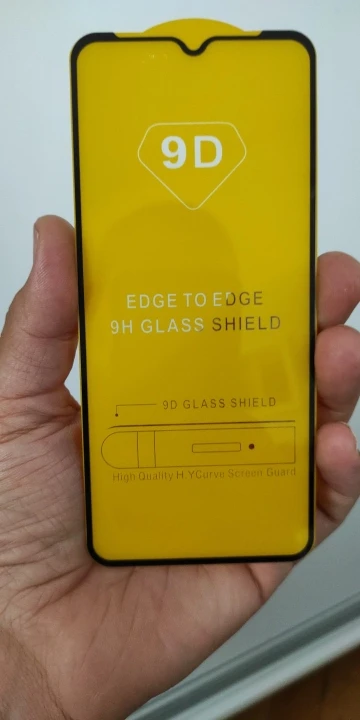 9D
EDGE TO EDGE
9H GLASS SHIELD
9D GLASS SHIELD
High Quality H YCurve Screen Guard